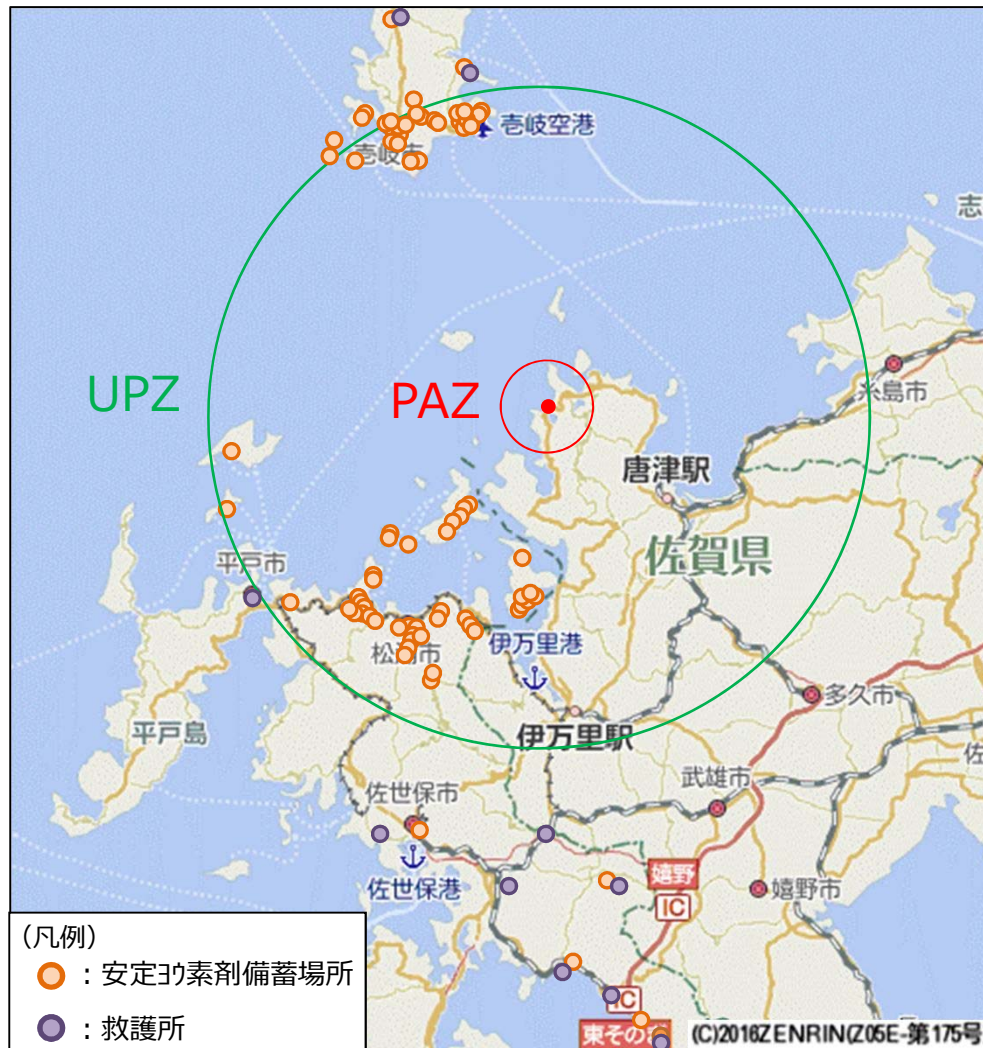 壱岐空港
壱岐市
志
UPZ
PAZ
糸島市
唐津駅
佐賀県
平戸市
伊万里港
松浦市
多久市
平戸島
伊万里駅
佐
武雄市
佐世保市
佐世保港
嬉野
IC
嬉野市
(凡例)
:安定ヨウ素剤備蓄場所
:救護所
IC
東そのぎ
(C)2016ZENRIN(Z05E-第175号